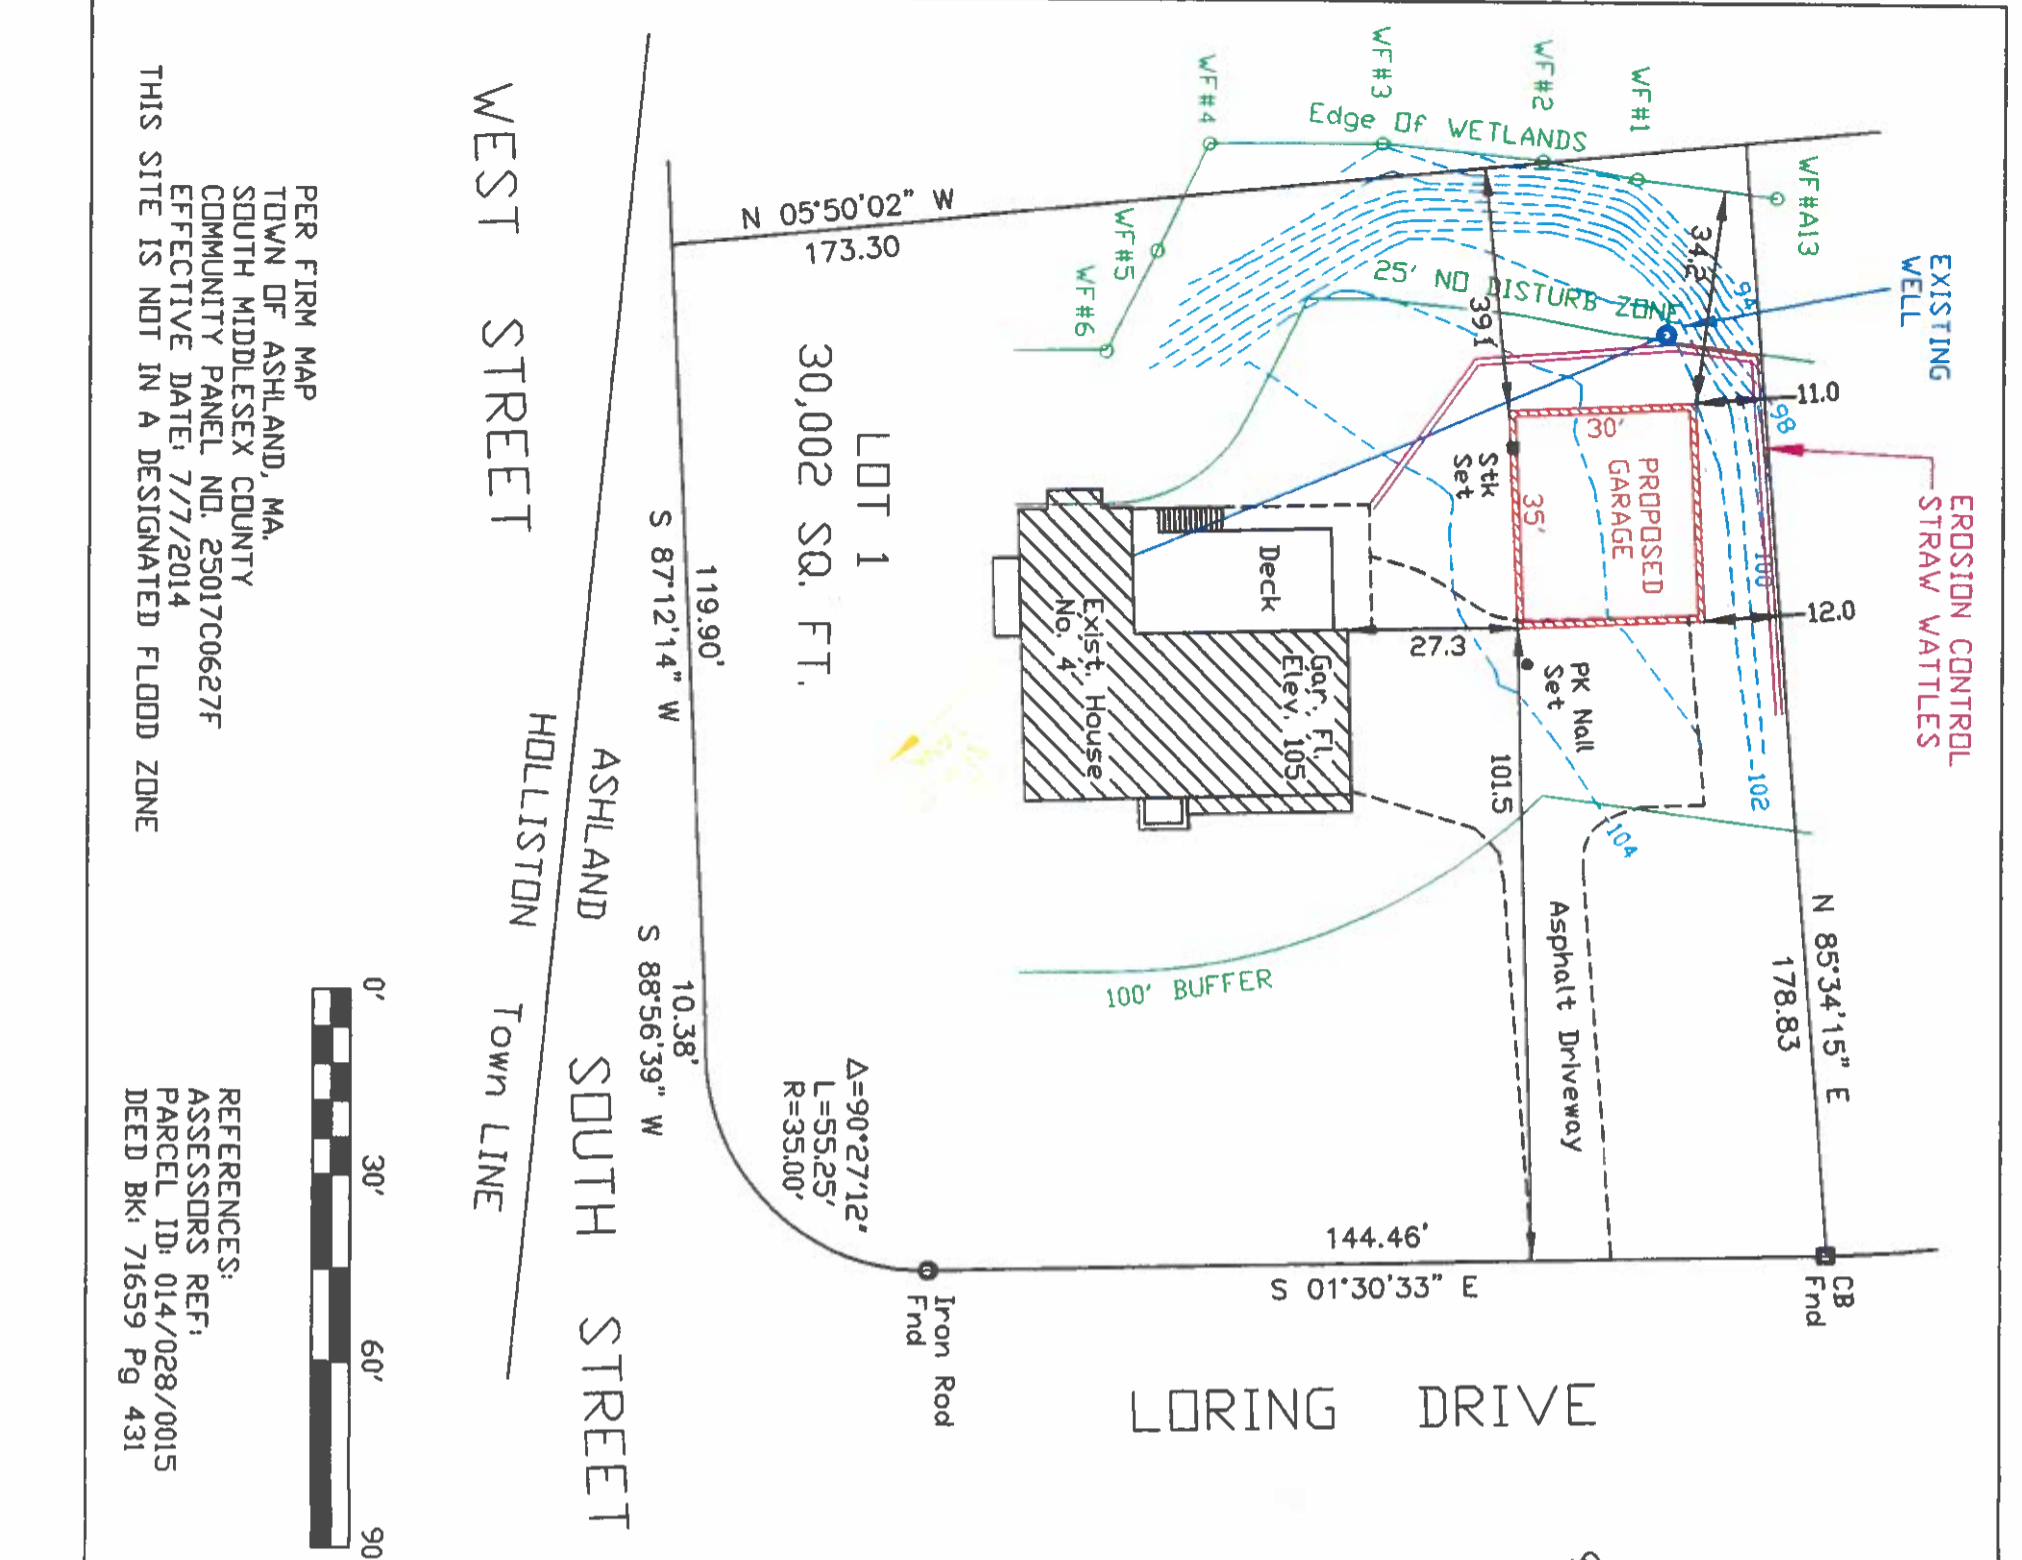 WF#4
WF#3
WF#2
WF#1
WF#A13
Edge Of WETLANDS
WF#5
WF#6
25' NO DISTURB ZONE
EXISTING
WELL
N 05°50'02" W
173.30
39.1
34.2
94
98
100
102
104
11.0
12.0
30'
35'
PROPOSED
GARAGE
EROSION CONTROL
STRAW WATTLES
Stk
Set
PK Nail
Set
Deck
27.3
101.5
Gar. Fl.
Elev. 105
Exist. House
No. 4
LOT 1
30,002 SQ. FT.
WEST STREET
119.90'
S 87°12'14" W
10.38'
S 88°56'39" W
ASHLAND
HOLLISTON Town LINE
SOUTH STREET
100' BUFFER
Asphalt Driveway
N 85°34'15" E
178.83
Δ=90°27'12"
L=55.25'
R=35.00'
144.46'
S 01°30'33" E
CB
Fnd
Iron Rod
Fnd
LORING DRIVE
PER FIRM MAP
TOWN OF ASHLAND, MA.
SOUTH MIDDLESEX COUNTY
COMMUNITY PANEL NO. 25017C0627F
EFFECTIVE DATE: 7/7/2014
THIS SITE IS NOT IN A DESIGNATED FLOOD ZONE
0' 30' 60' 90
REFERENCES:
ASSESSORS REF:
PARCEL ID: 014/028/0015
DEED BK: 71659 Pg 431